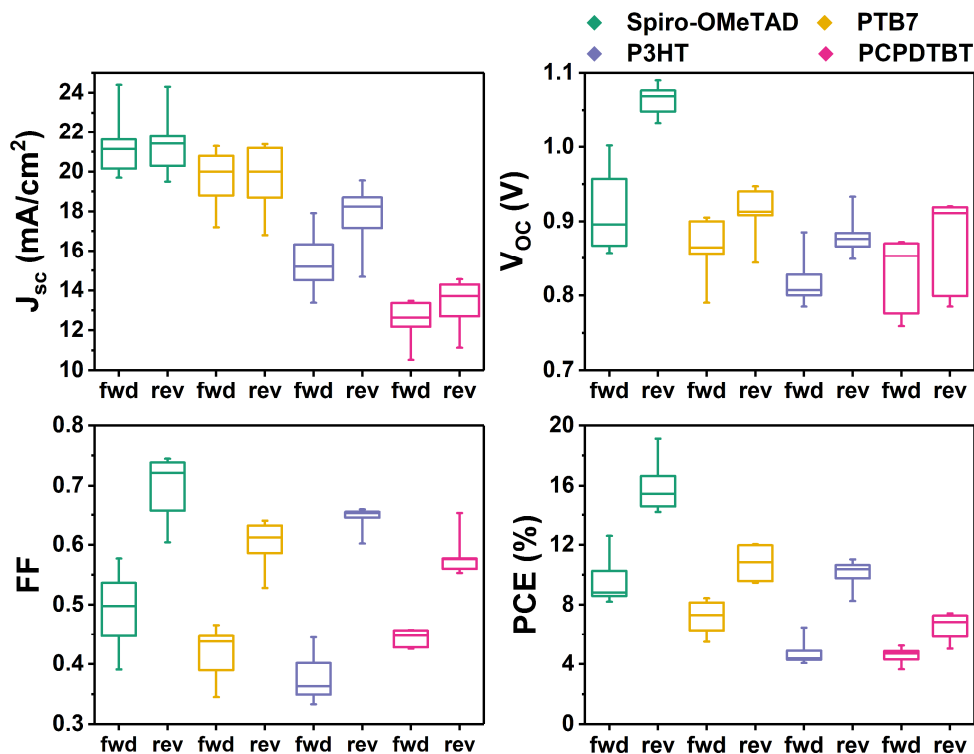 Spiro-OMeTAD PTB7
P3HT PCPDTBT
24
22
20
18
16
14
12
10
J_sc (mA/cm²)
fwd rev fwd rev fwd rev fwd rev
1.1
1.0
0.9
0.8
0.7
V_OC (V)
fwd rev fwd rev fwd rev fwd rev
0.8
0.7
0.6
0.5
0.4
0.3
FF
fwd rev fwd rev fwd rev fwd rev
20
16
12
8
4
0
PCE (%)
fwd rev fwd rev fwd rev fwd rev